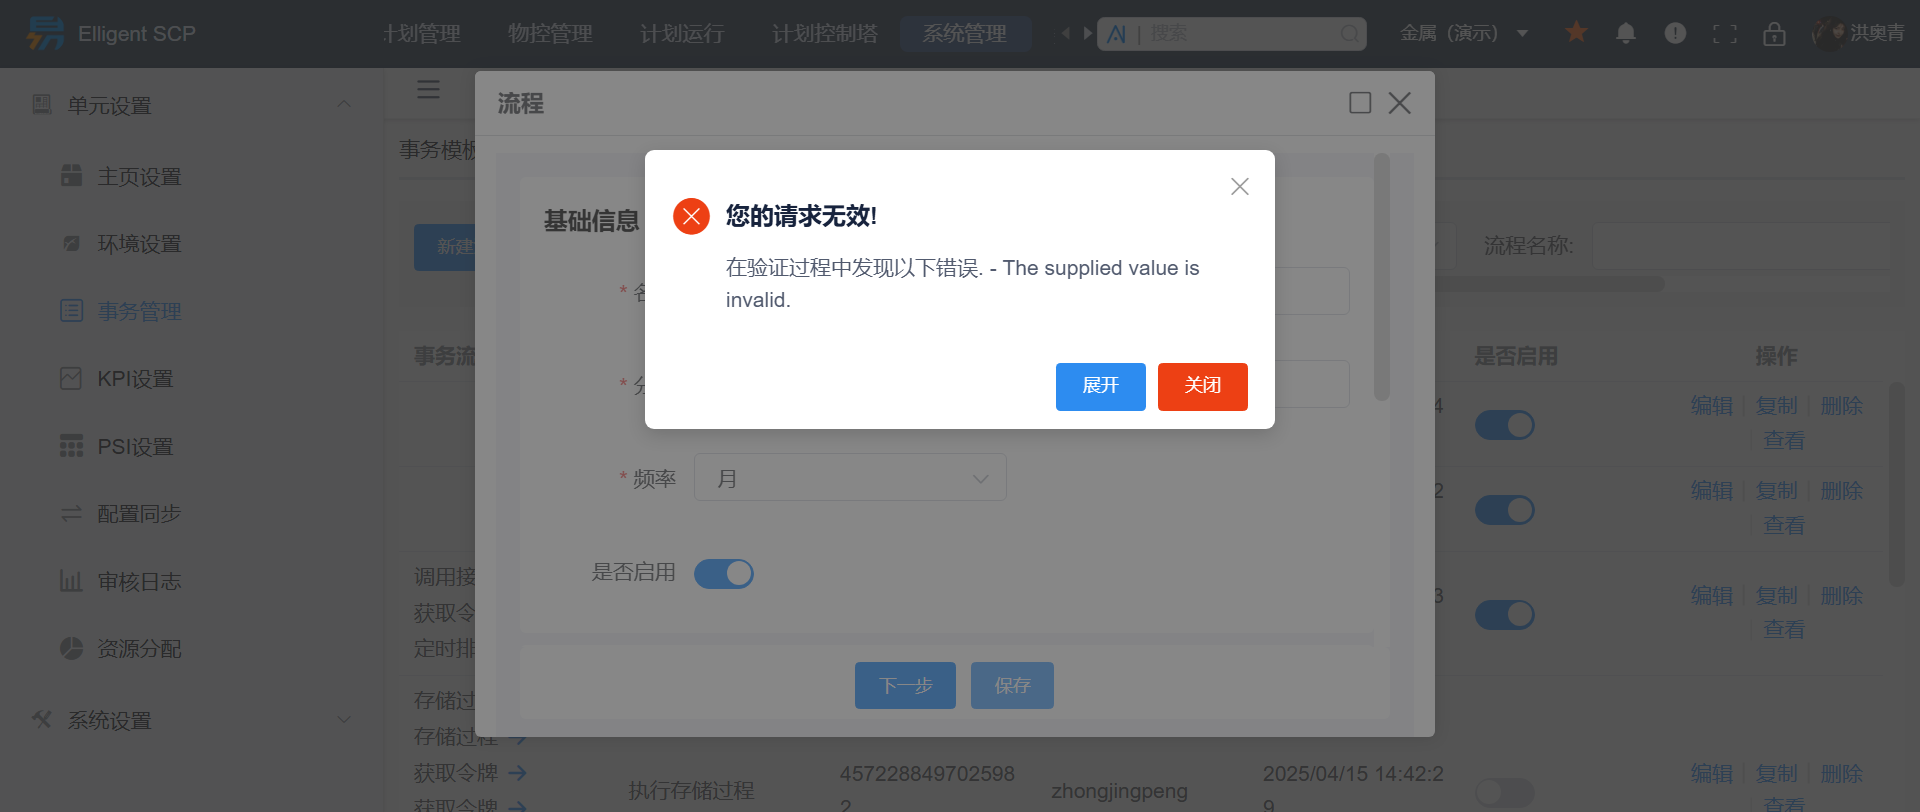 Elligent SCP
计划管理
物控管理
计划运行
计划控制塔
系统管理
AI | 搜索
金属（演示）
洪奥青
单元设置
主页设置
环境设置
事务管理
KPI设置
PSI设置
配置同步
审核日志
资源分配
系统设置
事务模板
新建
流程名称:
事务流
是否启用
操作
流程
基础信息
您的请求无效!
在验证过程中发现以下错误. - The supplied value is
invalid.
展开
关闭
* 名
* 分
* 频率
月
是否启用
下一步
保存
4
编辑
复制
删除
查看
2
编辑
复制
删除
查看
调用接
获取令
定时排
3
编辑
复制
删除
查看
存储过
存储过程 →
获取令牌 →
获取令牌 →
执行存储过程
457228849702598
2
zhongjingpeng
2025/04/15 14:42:2
9
编辑
复制
删除
查看